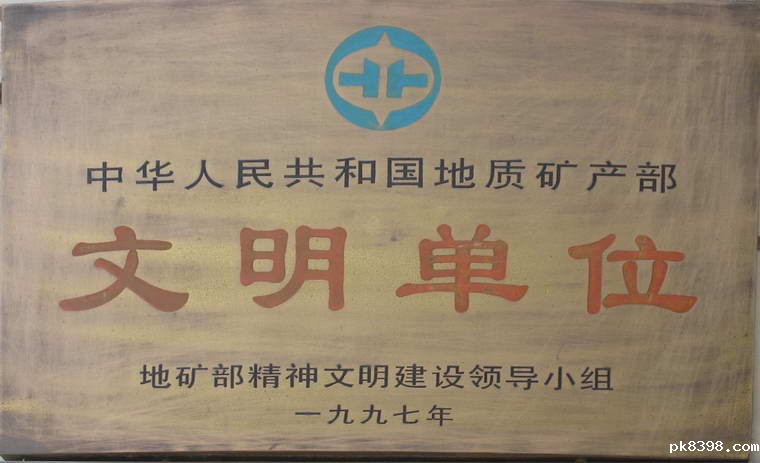 中华人民共和国地质矿产部
文明单位
地矿部精神文明建设领导小组
一九九七年
pk8398.com